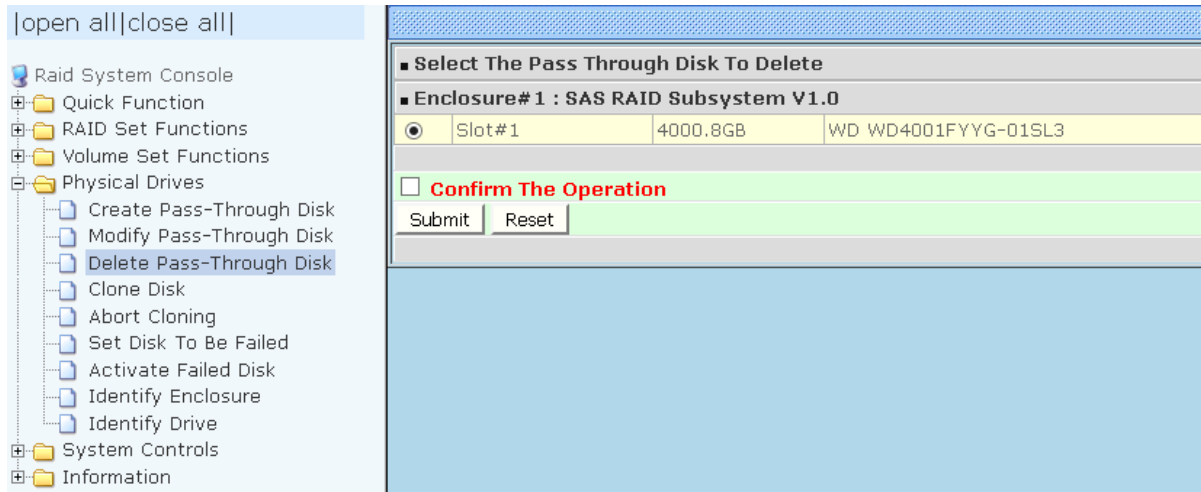 |open all|close all|
Raid System Console
Quick Function
RAID Set Functions
Volume Set Functions
Physical Drives
Create Pass-Through Disk
Modify Pass-Through Disk
Delete Pass-Through Disk
Clone Disk
Abort Cloning
Set Disk To Be Failed
Activate Failed Disk
Identify Enclosure
Identify Drive
System Controls
Information
Select The Pass Through Disk To Delete
Enclosure#1 : SAS RAID Subsystem V1.0
Slot#1 4000.8GB WD WD4001FYYG-01SL3
Confirm The Operation
Submit Reset